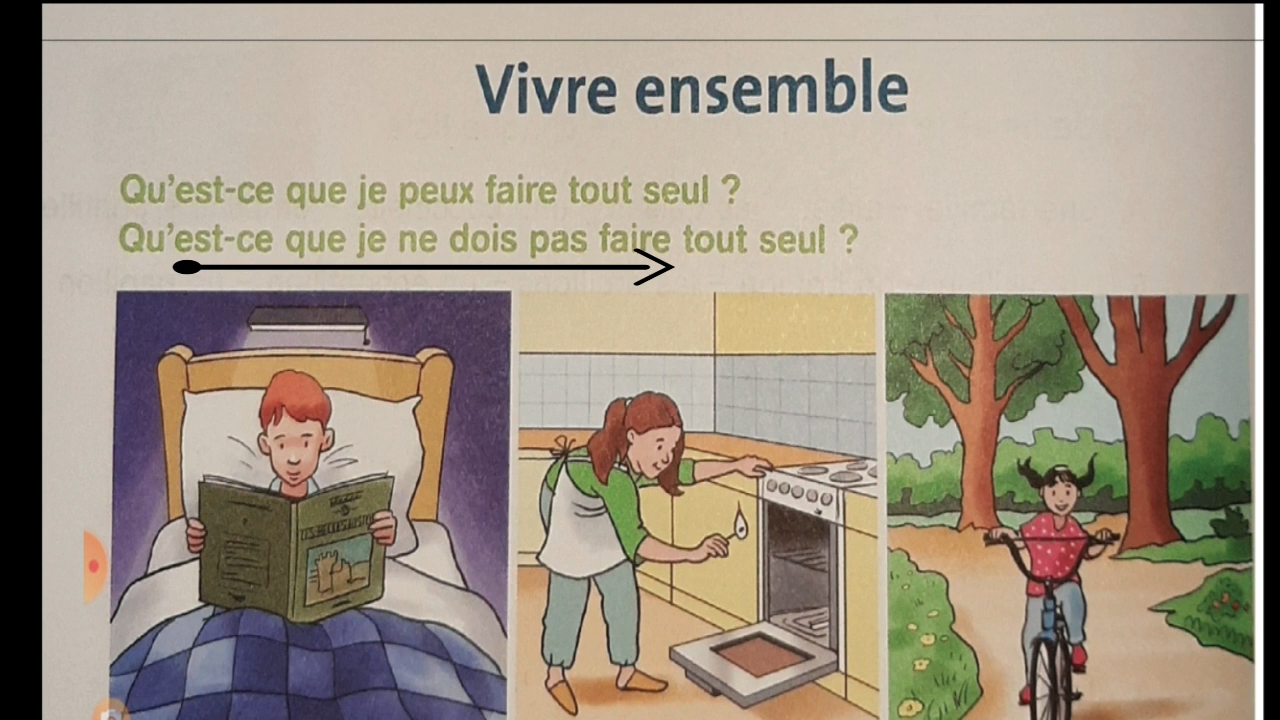 Vivre ensemble
Qu'est-ce que je peux faire tout seul ?
Qu'est-ce que je ne dois pas faire tout seul ?